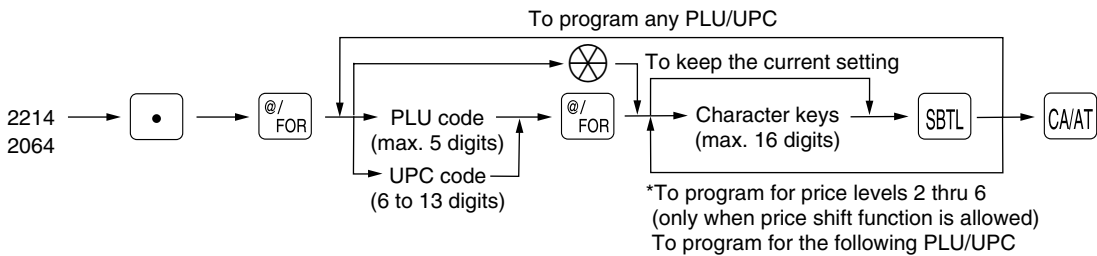 To program any PLU/UPC
To keep the current setting
2214
2064
•
@/
FOR
PLU code
(max. 5 digits)
UPC code
(6 to 13 digits)
@/
FOR
Character keys
(max. 16 digits)
SBTL
CA/AT
*To program for price levels 2 thru 6
(only when price shift function is allowed)
To program for the following PLU/UPC